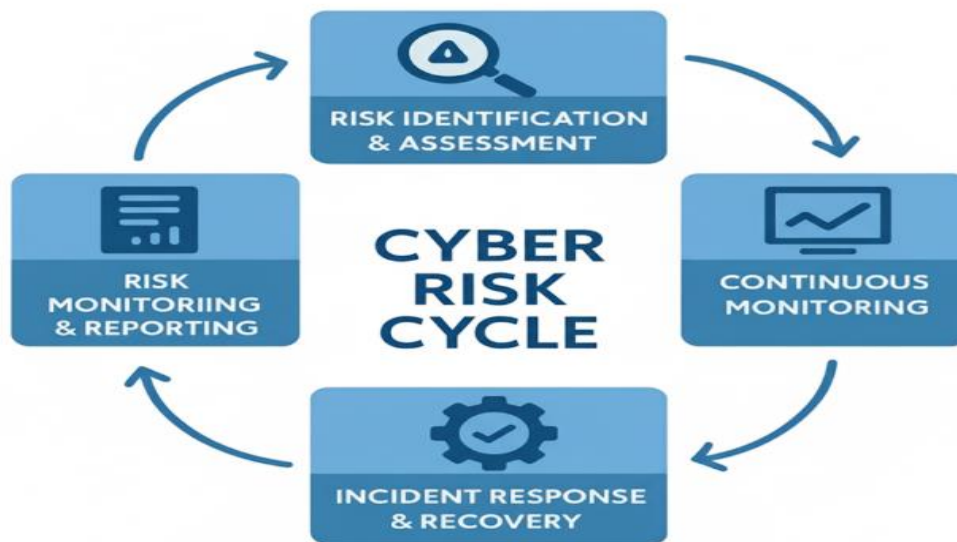 RISK IDENTIFICATION
& ASSESSMENT
CONTINUOUS
MONITORING
INCIDENT RESPONSE
& RECOVERY
RISK
MONITORIING
& REPORTING
CYBER
RISK
CYCLE